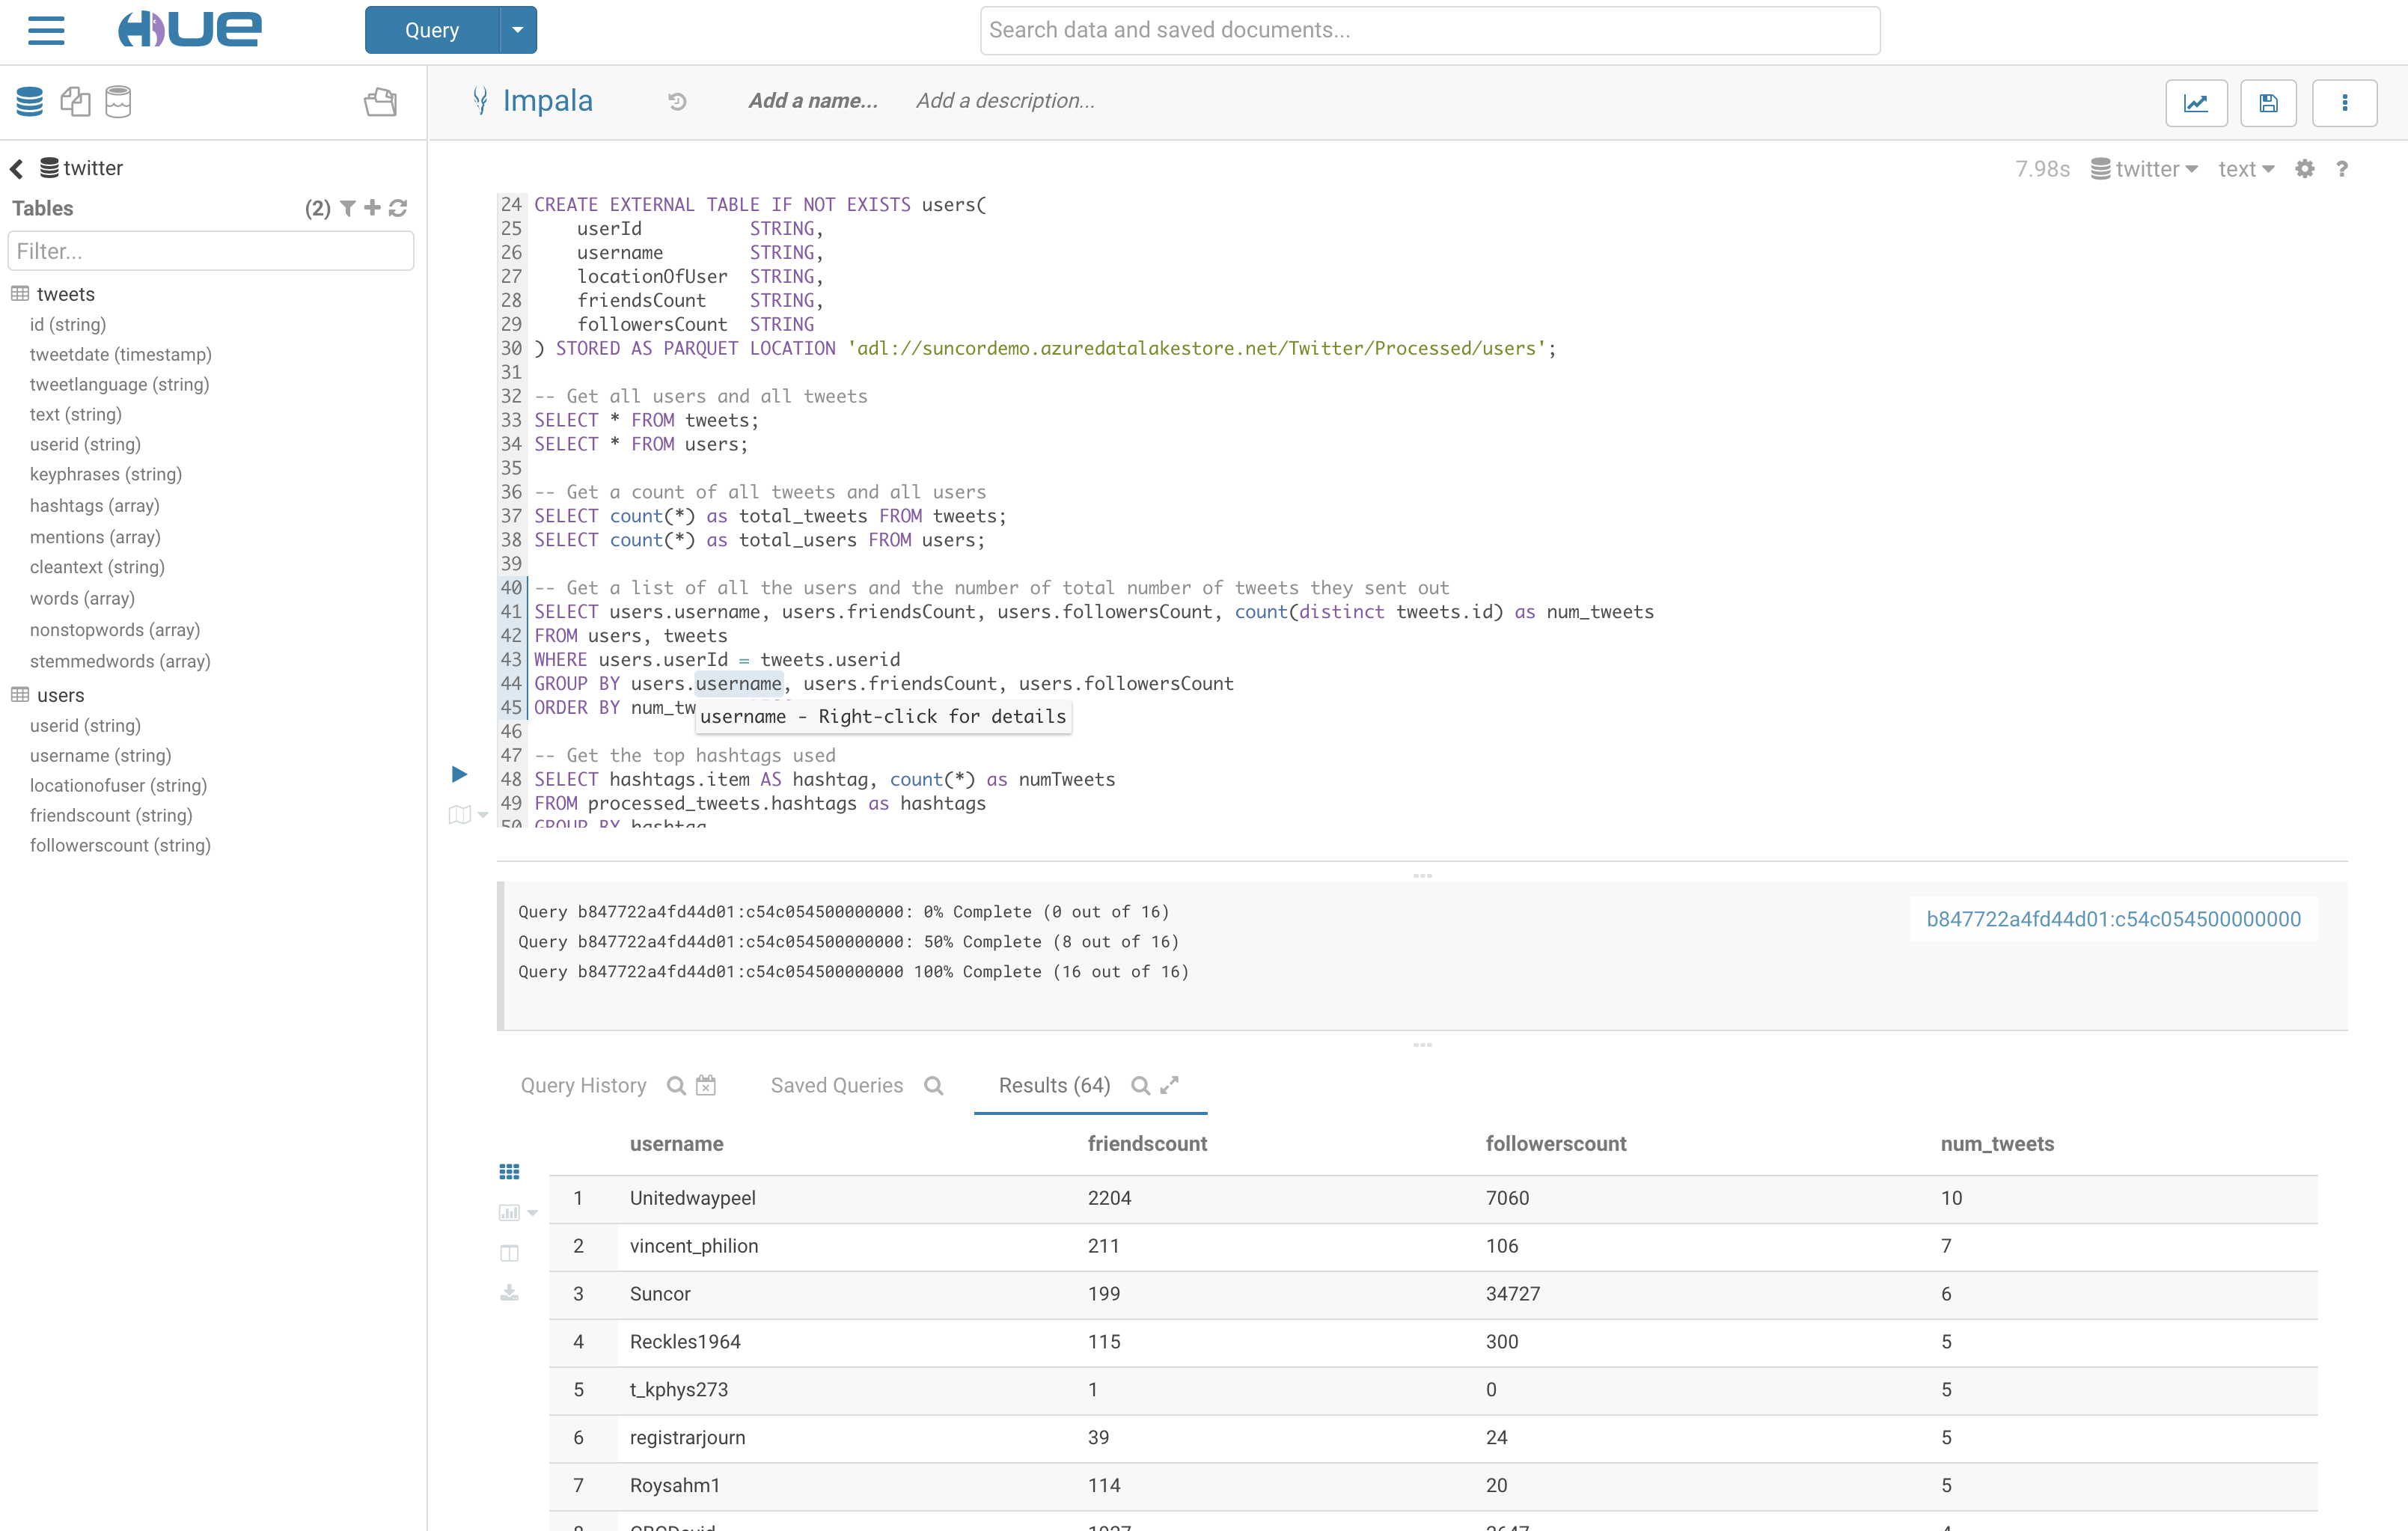 HUE
Query
Search data and saved documents...
Impala
Add a name...
Add a description...
twitter
7.98s
twitter
text
?
Tables
(2)
Filter...
tweets
id (string)
tweetdate (timestamp)
tweetlanguage (string)
text (string)
userid (string)
keyphrases (string)
hashtags (array)
mentions (array)
cleantext (string)
words (array)
nonstopwords (array)
stemmedwords (array)
users
userid (string)
username (string)
locationofuser (string)
friendscount (string)
followerscount (string)
24 CREATE EXTERNAL TABLE IF NOT EXISTS users(
25 userId STRING,
26 username STRING,
27 locationOfUser STRING,
28 friendsCount STRING,
29 followersCount STRING
30 ) STORED AS PARQUET LOCATION 'adl://suncordemo.azuredatalakestore.net/Twitter/Processed/users';
31
32 -- Get all users and all tweets
33 SELECT * FROM tweets;
34 SELECT * FROM users;
35
36 -- Get a count of all tweets and all users
37 SELECT count(*) as total_tweets FROM tweets;
38 SELECT count(*) as total_users FROM users;
39
40 -- Get a list of all the users and the number of total number of tweets they sent out
41 SELECT users.username, users.friendsCount, users.followersCount, count(distinct tweets.id) as num_tweets
42 FROM users, tweets
43 WHERE users.userId = tweets.userid
44 GROUP BY users.username, users.friendsCount, users.followersCount
45 ORDER BY num_tw
username - Right-click for details
46
47 -- Get the top hashtags used
48 SELECT hashtags.item AS hashtag, count(*) as numTweets
49 FROM processed_tweets.hashtags as hashtags
50 GROUP BY hashtag
Query b847722a4fd44d01:c54c054500000000: 0% Complete (0 out of 16)
Query b847722a4fd44d01:c54c054500000000: 50% Complete (8 out of 16)
Query b847722a4fd44d01:c54c054500000000 100% Complete (16 out of 16)
b847722a4fd44d01:c54c054500000000
Query History
Saved Queries
Results (64)
username friendscount followerscount num_tweets
1 Unitedwaypeel 2204 7060 10
2 vincent_philion 211 106 7
3 Suncor 199 34727 6
4 Reckles1964 115 300 5
5 t_kphys273 1 0 5
6 registrarjourn 39 24 5
7 Roysahm1 114 20 5